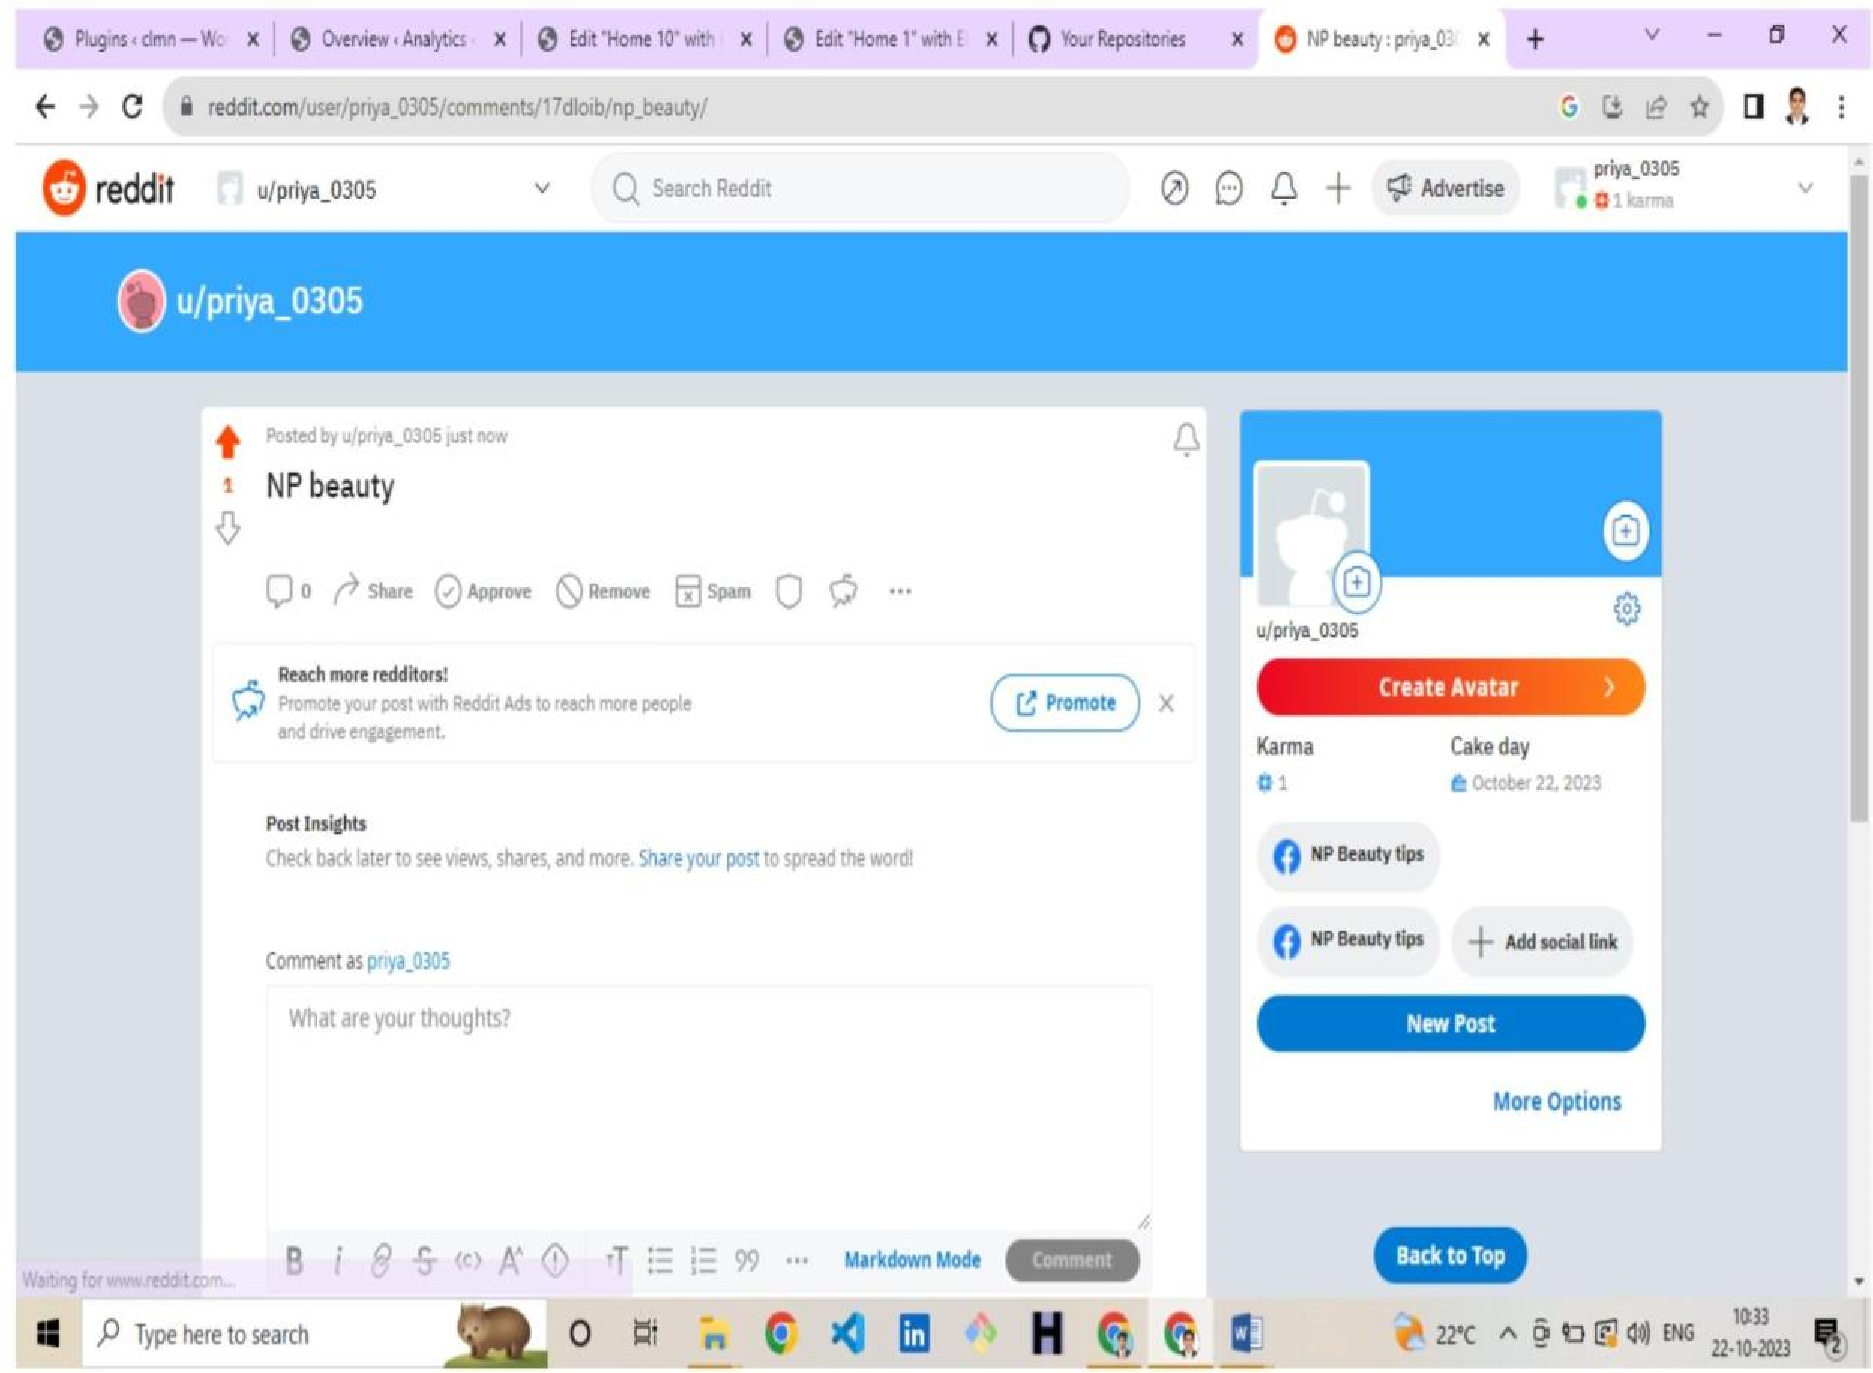 Plugins ‹ clmn — Wo
Overview ‹ Analytics
Edit "Home 10" with
Edit "Home 1" with E
Your Repositories
NP beauty : priya_03
reddit.com/user/priya_0305/comments/17dloib/np_beauty/
reddit
u/priya_0305
Search Reddit
Advertise
priya_0305
1 karma
u/priya_0305
Posted by u/priya_0305 just now
1
NP beauty
0 Share Approve Remove Spam
Reach more redditors!
Promote your post with Reddit Ads to reach more people
and drive engagement.
Promote
Post Insights
Check back later to see views, shares, and more. Share your post to spread the word!
Comment as priya_0305
What are your thoughts?
Markdown Mode
Comment
u/priya_0305
Create Avatar
Karma Cake day
1 October 22, 2023
NP Beauty tips
NP Beauty tips
Add social link
New Post
More Options
Back to Top
Waiting for www.reddit.com...
Type here to search
22°C
ENG
10:33
22-10-2023
2